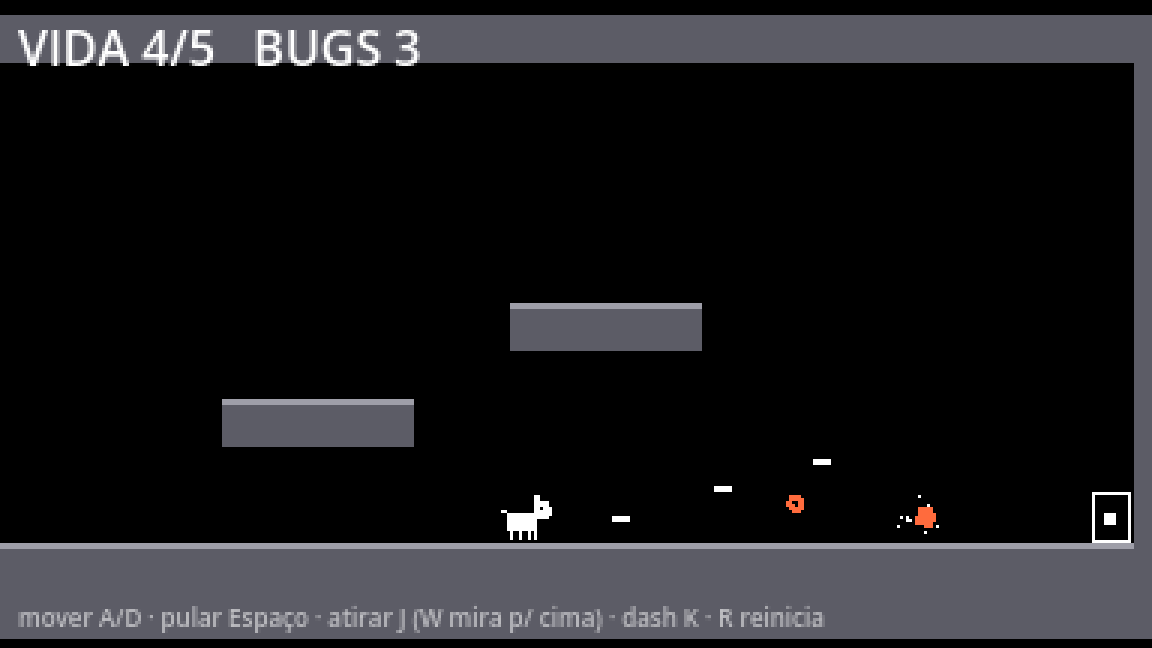 VIDA 4/5 BUGS 3
mover A/D · pular Espaço · atirar J (W mira p/ cima) · dash K · R reinicia